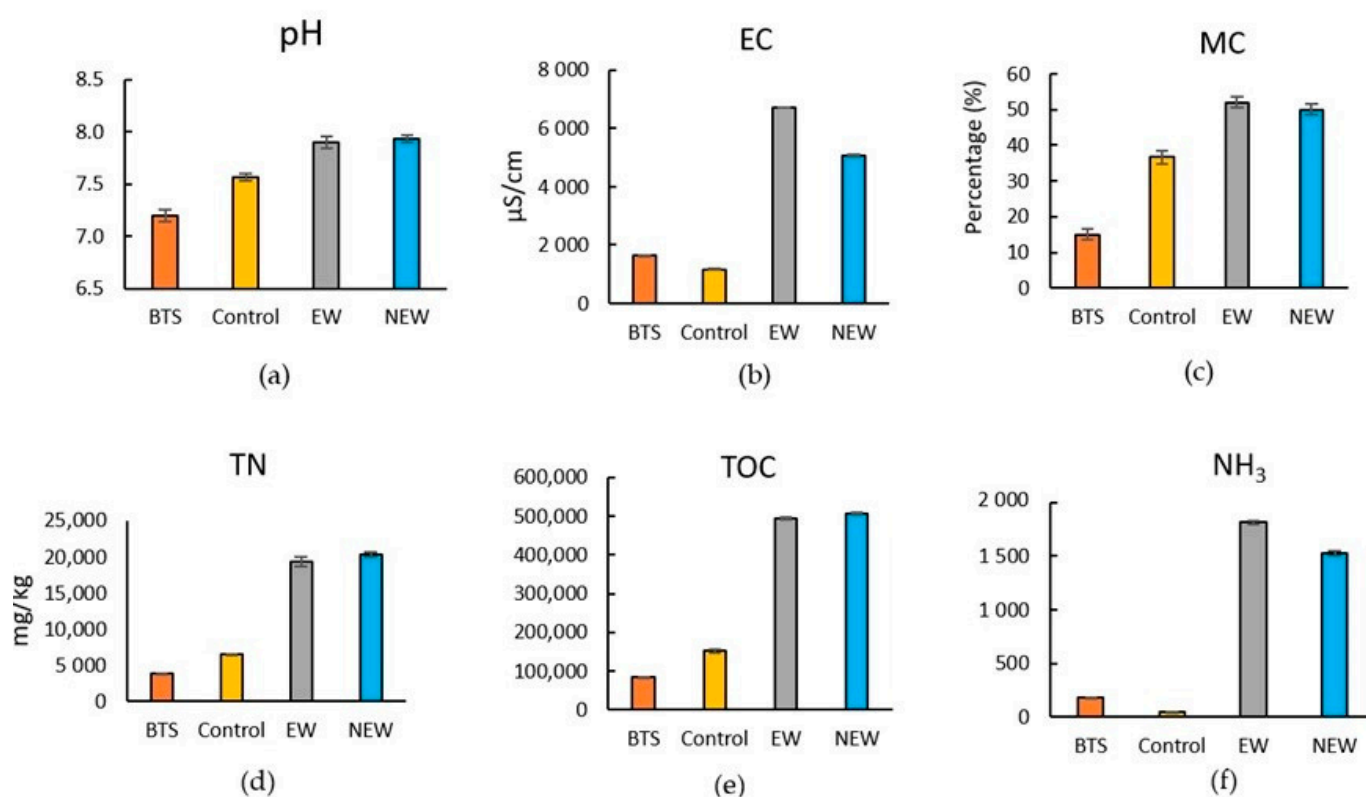 pH
8.5
8.0
7.5
7.0
6.5
BTS Control EW NEW
(a)
EC
µS/cm
8 000
6 000
4 000
2 000
0
BTS Control EW NEW
(b)
MC
Percentage (%)
60
50
40
30
20
10
0
BTS Control EW NEW
(c)
TN
mg/kg
25,000
20,000
15,000
10,000
5 000
0
BTS Control EW NEW
(d)
TOC
600,000
500,000
400,000
300,000
200,000
100,000
0
BTS Control EW NEW
(e)
NH₃
2 000
1 500
1 000
500
0
BTS Control EW NEW
(f)